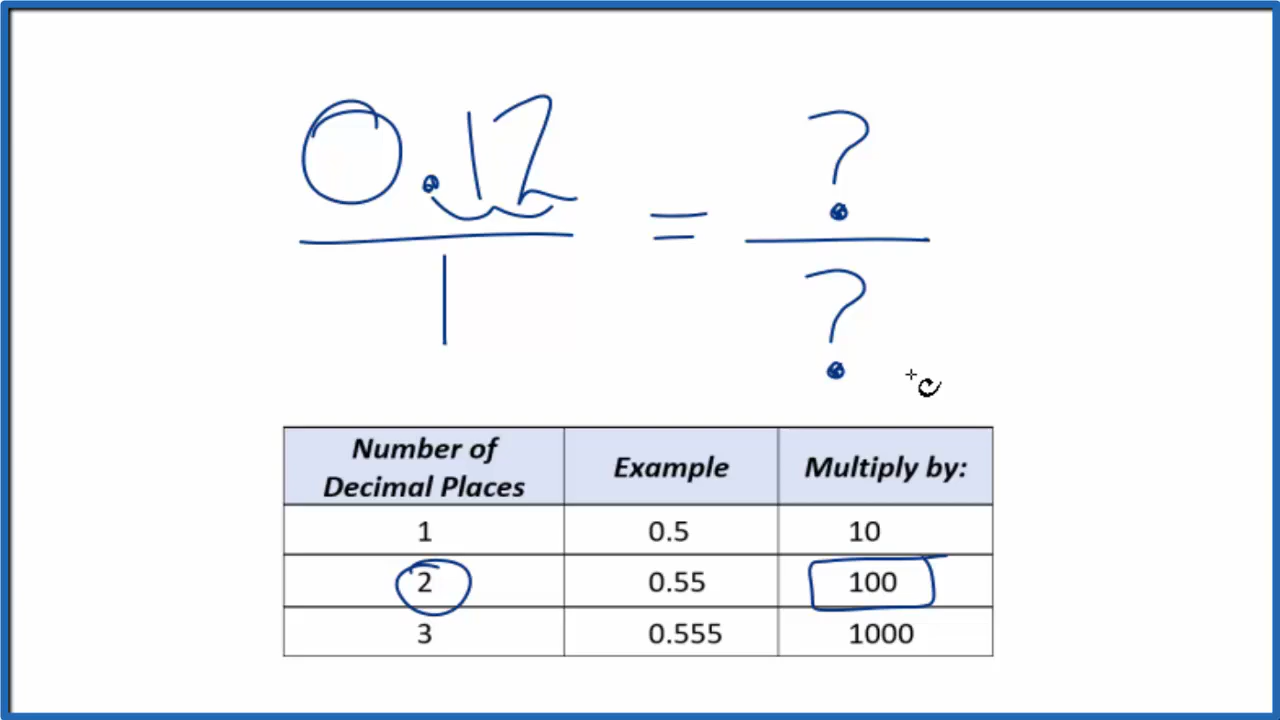 0.12 = ?
1 ?
Number of Decimal Places Example Multiply by:
1 0.5 10
2 0.55 100
3 0.555 1000